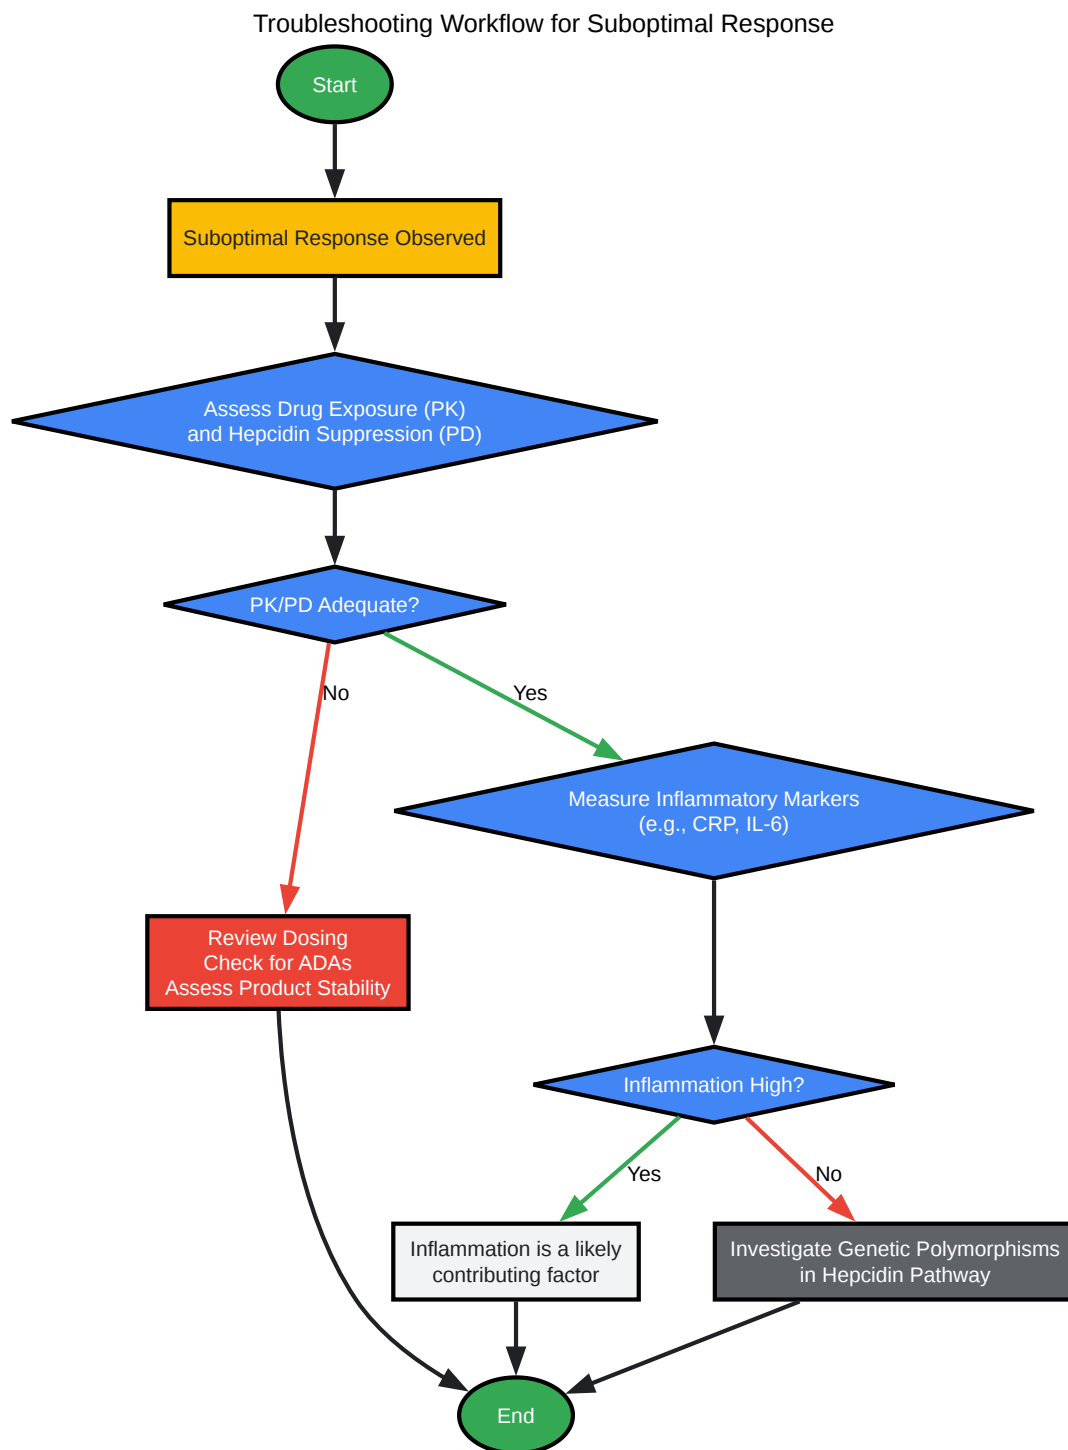 Troubleshooting Workflow for Suboptimal Response
Start
Suboptimal Response Observed
Assess Drug Exposure (PK)
and Hepcidin Suppression (PD)
PK/PD Adequate?
No
Yes
Measure Inflammatory Markers
(e.g., CRP, IL-6)
Review Dosing
Check for ADAs
Assess Product Stability
Inflammation High?
Yes
No
Inflammation is a likely
contributing factor
Investigate Genetic Polymorphisms
in Hepcidin Pathway
End